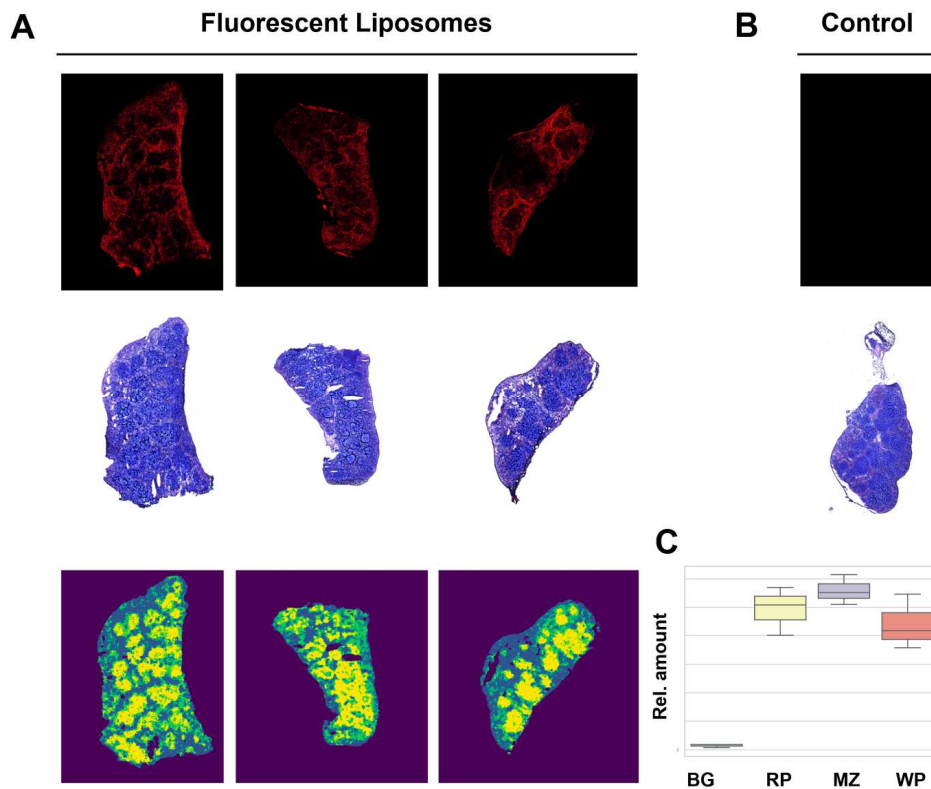 A
Fluorescent Liposomes
B
Control
C
Rel. amount
BG
RP
MZ
WP